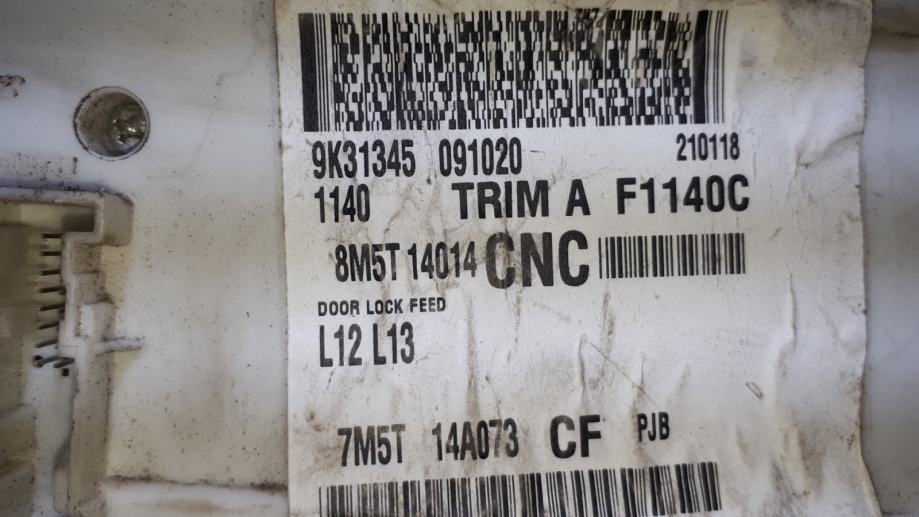 9K31345 091020 210118
1140 TRIM A F1140C
8M5T 14014 CNC
DOOR LOCK FEED
L12 L13
7M5T 14A073 CF PJB